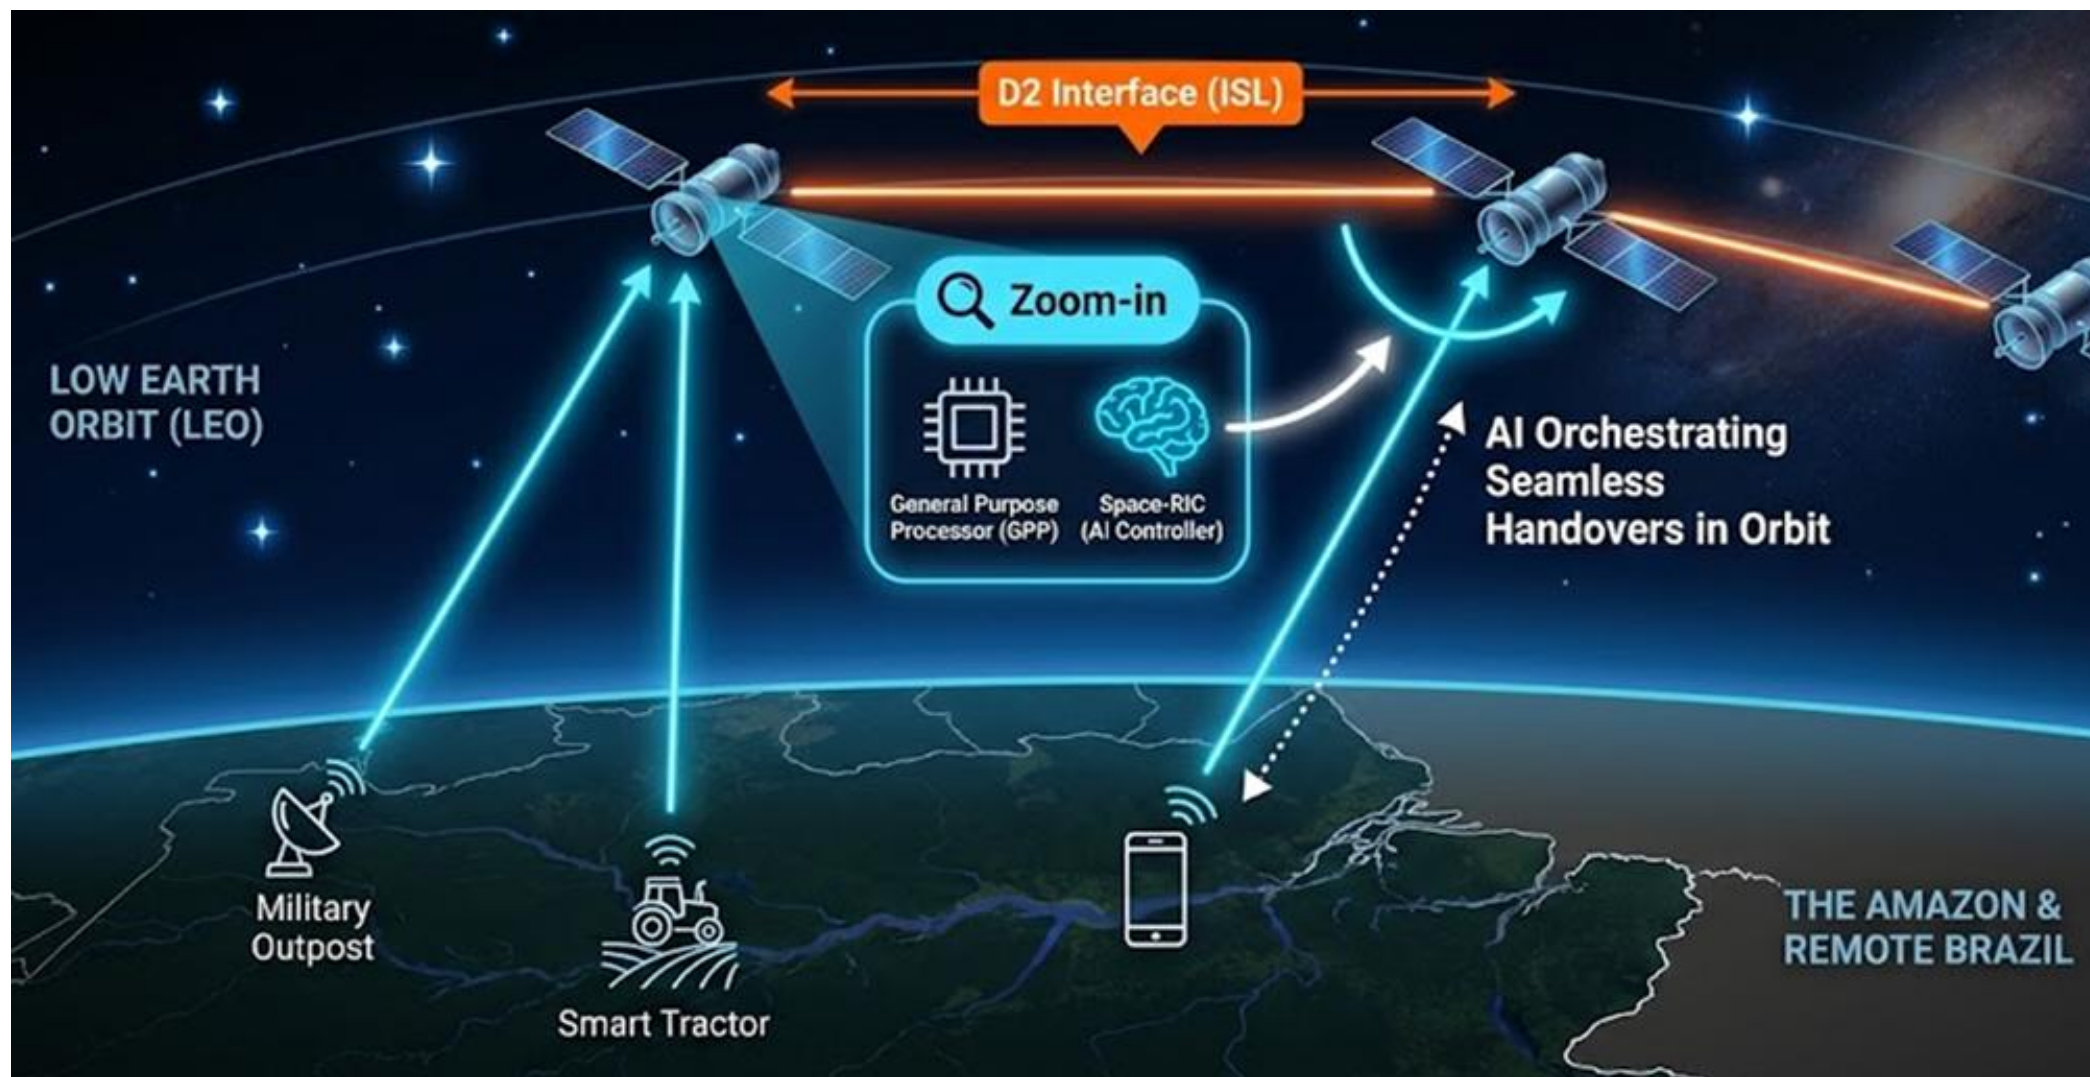 D2 Interface (ISL)
Zoom-in
LOW EARTH
ORBIT (LEO)
General Purpose
Processor (GPP)
Space-RIC
(AI Controller)
AI Orchestrating
Seamless
Handovers in Orbit
Military
Outpost
Smart Tractor
THE AMAZON &
REMOTE BRAZIL